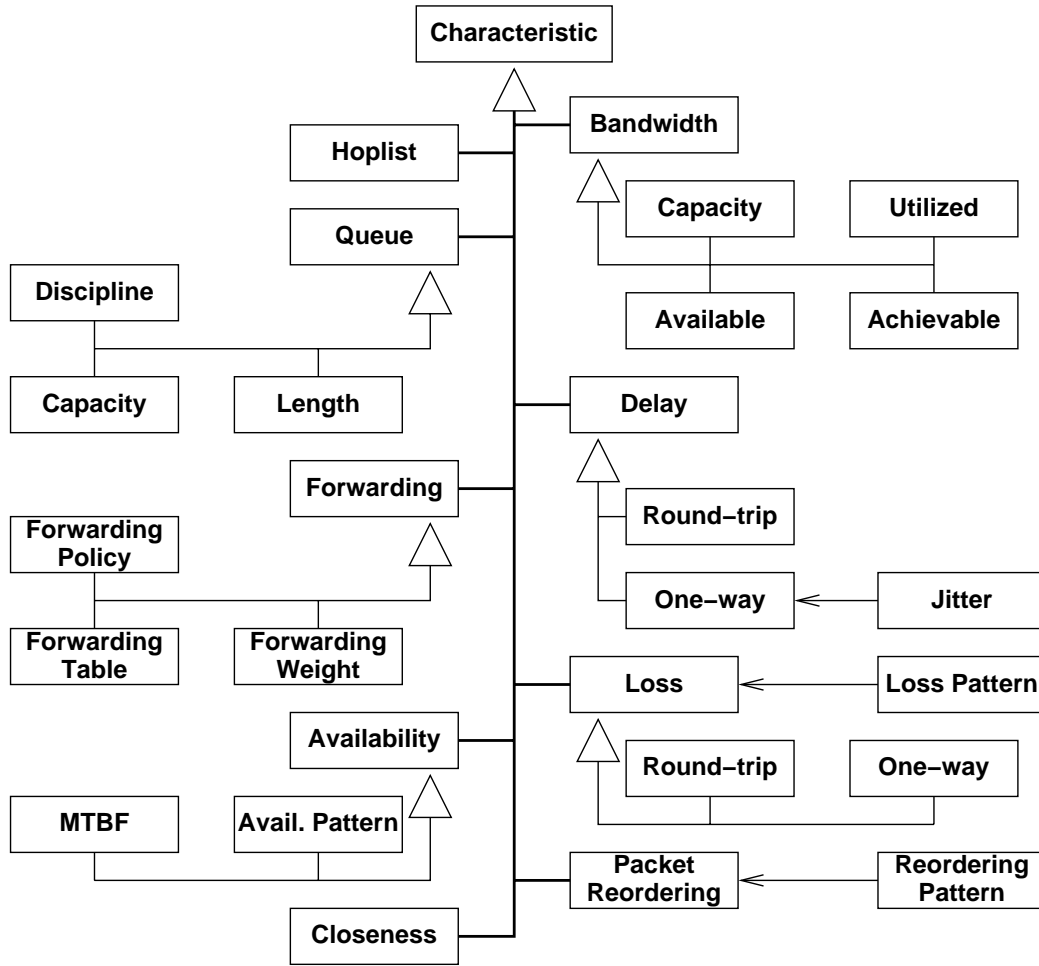 Characteristic
Bandwidth
Hoplist
Capacity
Utilized
Queue
Discipline
Available
Achievable
Capacity
Length
Delay
Forwarding
Round−trip
Forwarding
Policy
One−way
Jitter
Forwarding
Table
Forwarding
Weight
Loss
Loss Pattern
Availability
Round−trip
One−way
MTBF
Avail. Pattern
Packet
Reordering
Reordering
Pattern
Closeness